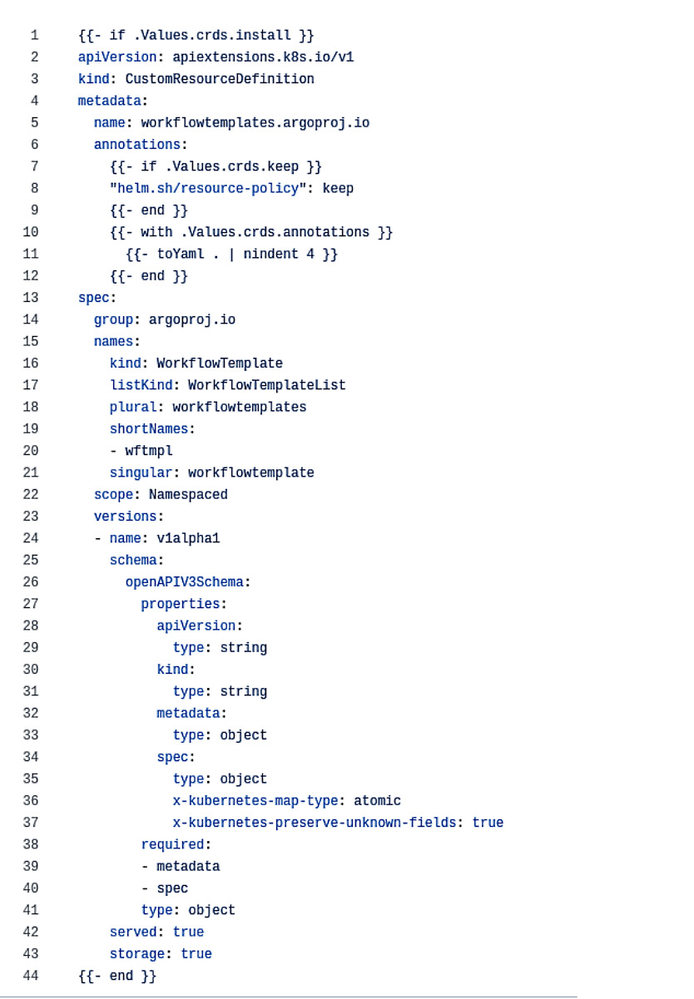 1 {{- if .Values.crds.install }}
2 apiVersion: apiextensions.k8s.io/v1
3 kind: CustomResourceDefinition
4 metadata:
5   name: workflowtemplates.argoproj.io
6   annotations:
7     {{- if .Values.crds.keep }}
8     "helm.sh/resource-policy": keep
9     {{- end }}
10     {{- with .Values.crds.annotations }}
11       {{- toYaml . | nindent 4 }}
12     {{- end }}
13 spec:
14   group: argoproj.io
15   names:
16     kind: WorkflowTemplate
17     listKind: WorkflowTemplateList
18     plural: workflowtemplates
19     shortNames:
20     - wftmpl
21     singular: workflowtemplate
22   scope: Namespaced
23   versions:
24   - name: v1alpha1
25     schema:
26       openAPIV3Schema:
27         properties:
28           apiVersion:
29             type: string
30           kind:
31             type: string
32           metadata:
33             type: object
34           spec:
35             type: object
36             x-kubernetes-map-type: atomic
37             x-kubernetes-preserve-unknown-fields: true
38         required:
39         - metadata
40         - spec
41         type: object
42     served: true
43     storage: true
44 {{- end }}